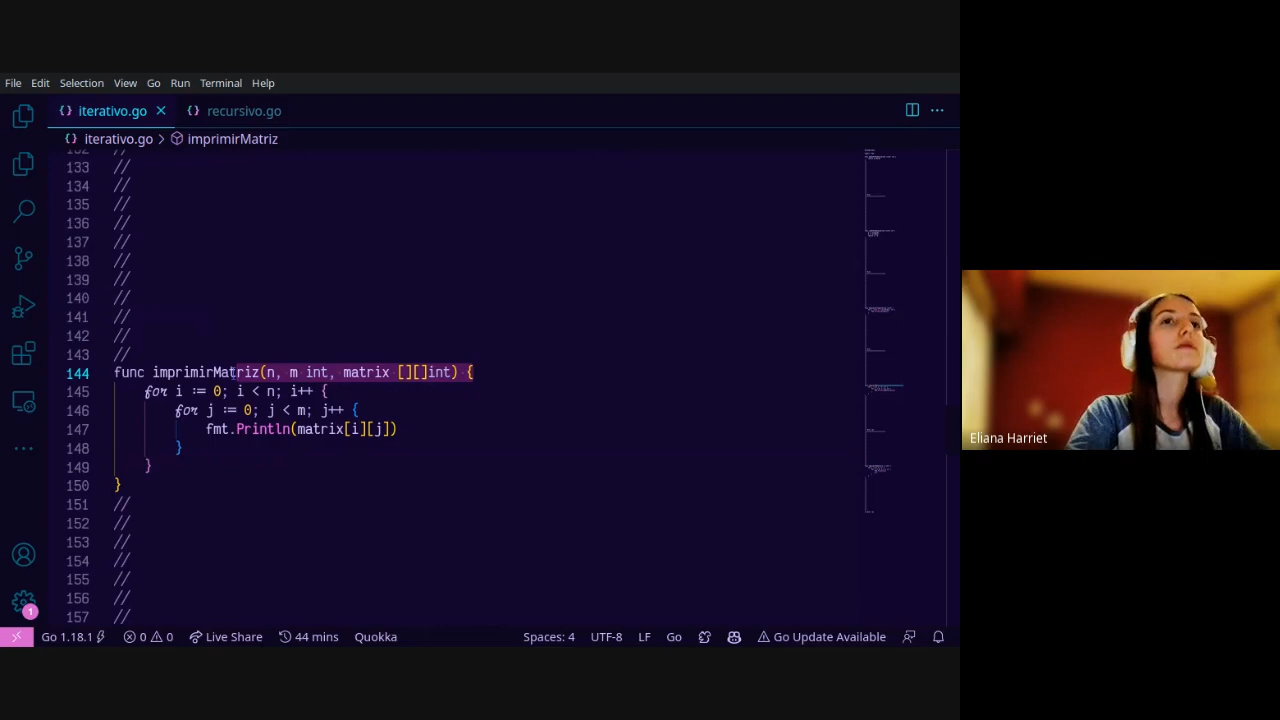 File Edit Selection View Go Run Terminal Help
{} iterativo.go × {} recursivo.go
{} iterativo.go > imprimirMatriz
133 //
134 //
135 //
136 //
137 //
138 //
139 //
140 //
141 //
142 //
143 //
144 func imprimirMatriz(n, m int, matrix [][]int) {
145 for i := 0; i < n; i++ {
146 for j := 0; j < m; j++ {
147 fmt.Println(matrix[i][j])
148 }
149 }
150 }
151 //
152 //
153 //
154 //
155 //
156 //
157 //
Eliana Harriet
1
Go 1.18.1 0 0 Live Share 44 mins Quokka Spaces: 4 UTF-8 LF Go Go Update Available